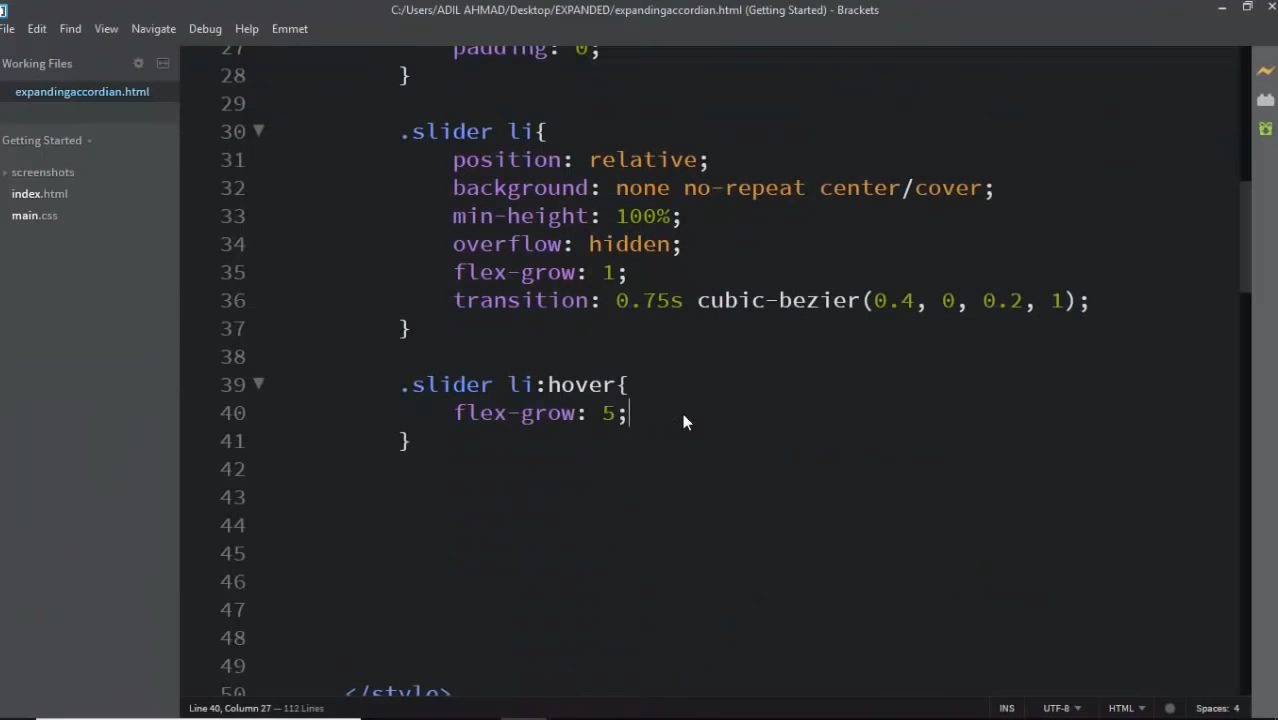 C:/Users/ADIL AHMAD/Desktop/EXPANDED/expandingaccordian.html (Getting Started) - Brackets
File Edit Find View Navigate Debug Help Emmet
Working Files
expandingaccordian.html
Getting Started
screenshots
index.html
main.css
27 padding: 0;
28 }
29
30 .slider li{
31 position: relative;
32 background: none no-repeat center/cover;
33 min-height: 100%;
34 overflow: hidden;
35 flex-grow: 1;
36 transition: 0.75s cubic-bezier(0.4, 0, 0.2, 1);
37 }
38
39 .slider li:hover{
40 flex-grow: 5;
41 }
42
43
44
45
46
47
48
49
50 </style>
Line 40, Column 27 — 112 Lines
INS UTF-8 HTML Spaces: 4